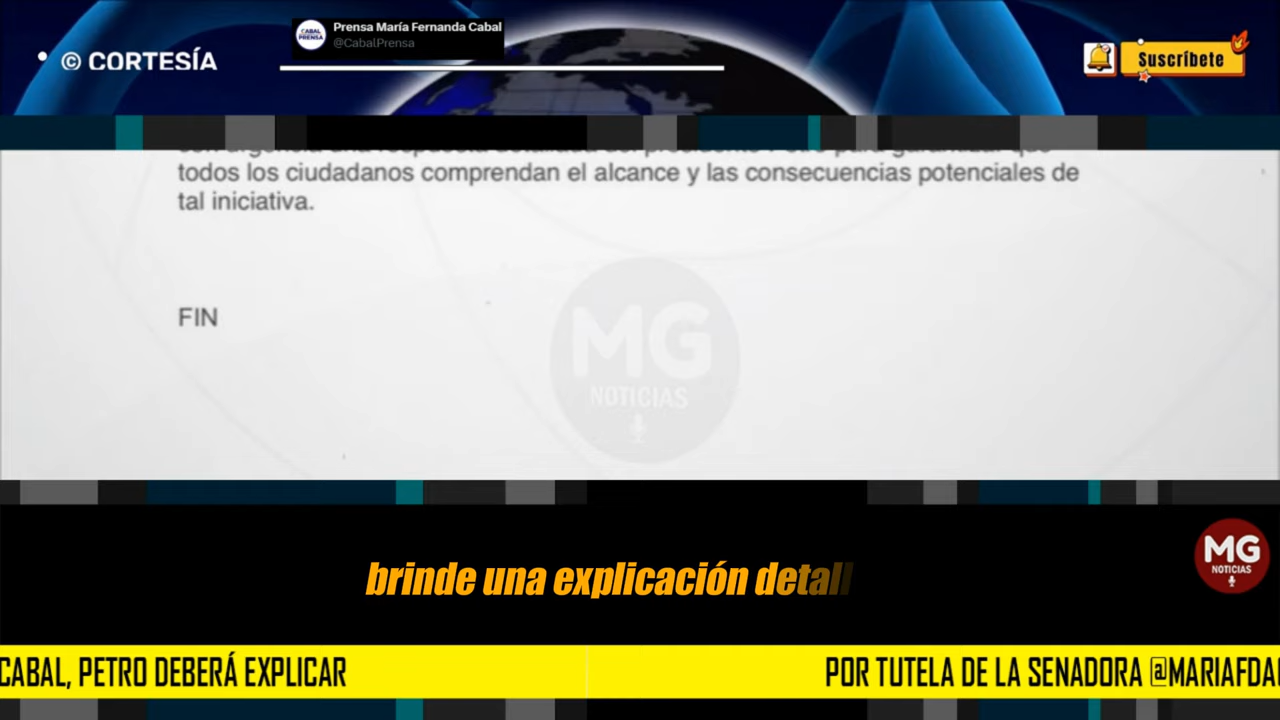 © CORTESÍA
CABAL
PRENSA
Prensa María Fernanda Cabal
@CabalPrensa
Suscríbete
todos los ciudadanos comprendan el alcance y las consecuencias potenciales de
tal iniciativa.
FIN
MG
NOTICIAS
brinde una explicación detall
MG
NOTICIAS
CABAL, PETRO DEBERÁ EXPLICAR
POR TUTELA DE LA SENADORA @MARIAFDA